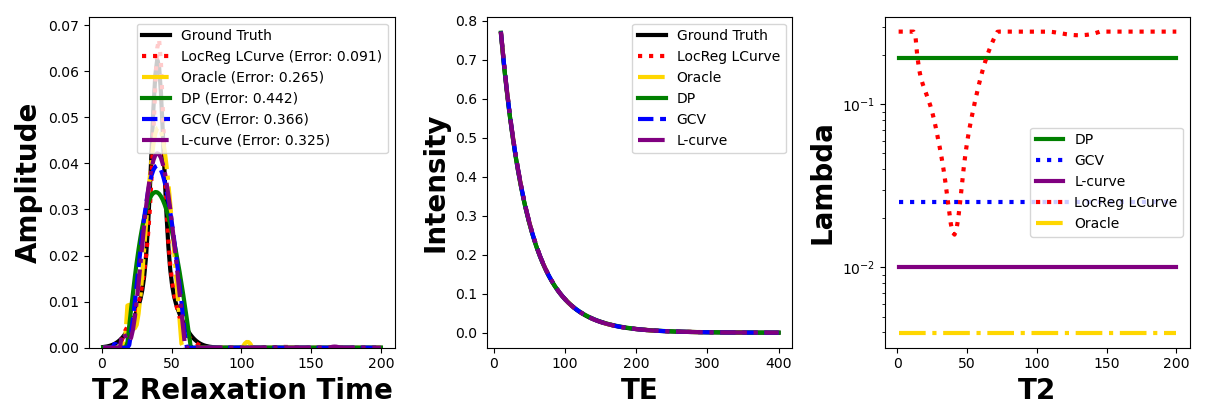 0.07
0.06
0.05
0.04
0.03
0.02
0.01
0.00
Amplitude
Ground Truth
LocReg LCurve (Error: 0.091)
Oracle (Error: 0.265)
DP (Error: 0.442)
GCV (Error: 0.366)
L-curve (Error: 0.325)
0 50 100 150 200
T2 Relaxation Time
0.8
0.7
0.6
0.5
0.4
0.3
0.2
0.1
0.0
Intensity
Ground Truth
LocReg LCurve
Oracle
DP
GCV
L-curve
0 100 200 300 400
TE
10⁻¹
10⁻²
Lambda
DP
GCV
L-curve
LocReg LCurve
Oracle
0 50 100 150 200
T2